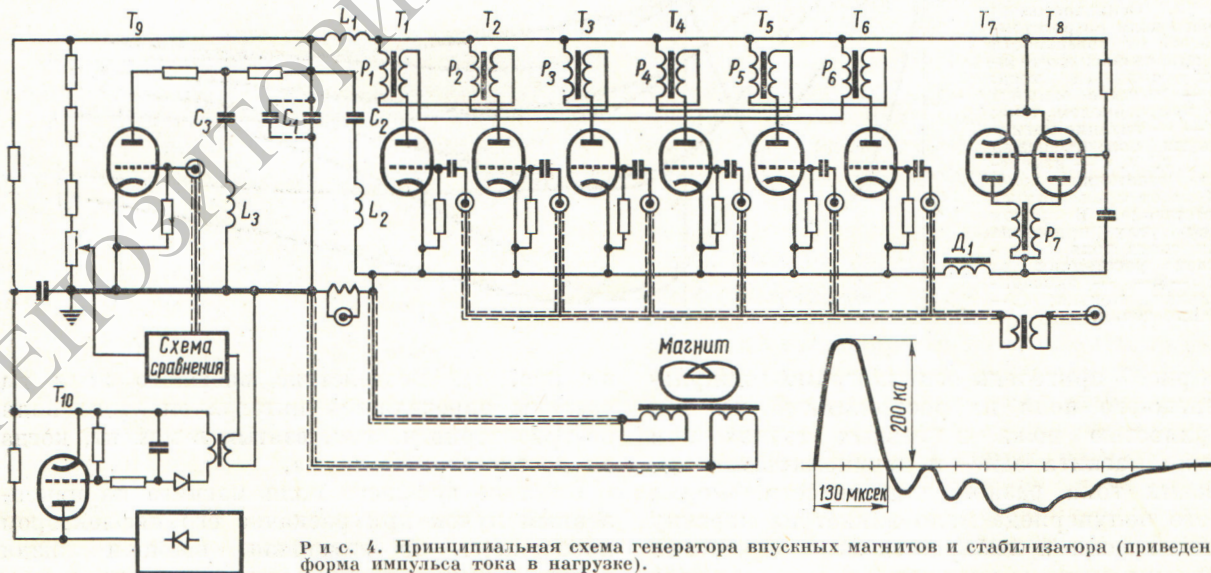 T₉
L₁
T₁
T₂
T₃
T₄
T₅
T₆
T₇
T₈
P₁
P₂
P₃
P₄
P₅
P₆
C₃
C₁
C₂
L₃
L₂
Д₁
P₇
Схема
сравнения
T₁₀
Магнит
200 ка
130 мксек
Рис. 4. Принципиальная схема генератора впускных магнитов и стабилизатора (приведен
форма импульса тока в нагрузке).
ЕПОЗИТОРИ